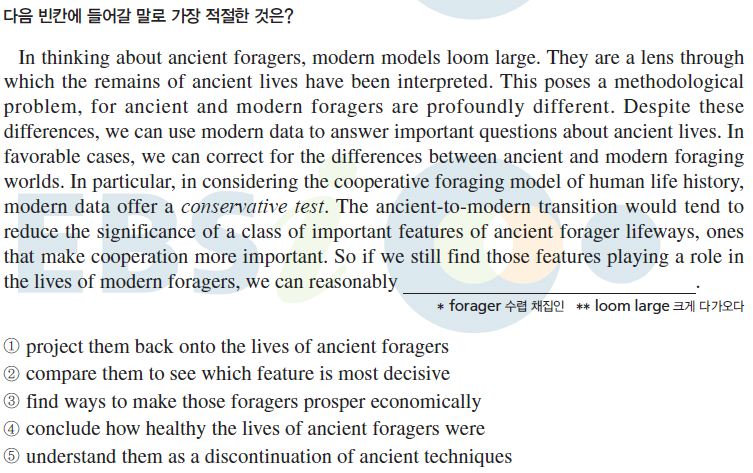 다음 빈칸에 들어갈 말로 가장 적절한 것은?
In thinking about ancient foragers, modern models loom large. They are a lens through
which the remains of ancient lives have been interpreted. This poses a methodological
problem, for ancient and modern foragers are profoundly different. Despite these
differences, we can use modern data to answer important questions about ancient lives. In
favorable cases, we can correct for the differences between ancient and modern foraging
worlds. In particular, in considering the cooperative foraging model of human life history,
modern data offer a conservative test. The ancient-to-modern transition would tend to
reduce the significance of a class of important features of ancient forager lifeways, ones
that make cooperation more important. So if we still find those features playing a role in
the lives of modern foragers, we can reasonably ______________________________.
* forager 수렵 채집인 ** loom large 크게 다가오다
① project them back onto the lives of ancient foragers
② compare them to see which feature is most decisive
③ find ways to make those foragers prosper economically
④ conclude how healthy the lives of ancient foragers were
⑤ understand them as a discontinuation of ancient techniques
EBSi